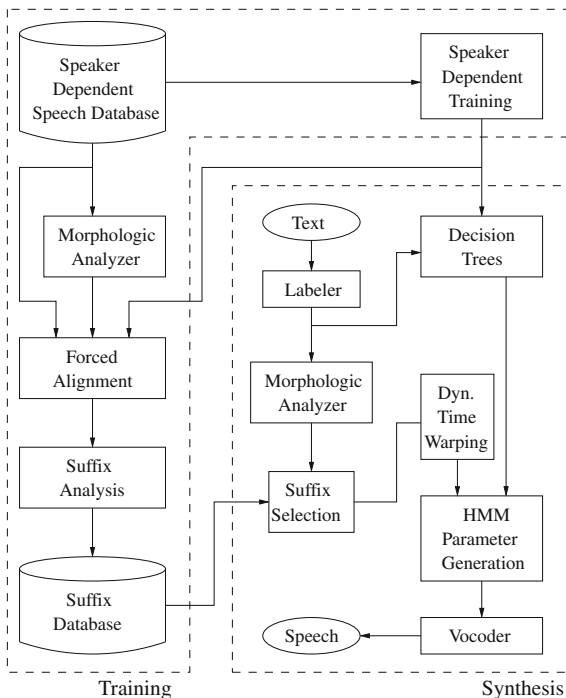 Speaker
Dependent
Speech Database
Speaker
Dependent
Training
Morphologic
Analyzer
Forced
Alignment
Suffix
Analysis
Suffix
Database
Text
Labeler
Morphologic
Analyzer
Suffix
Selection
Decision
Trees
Dyn.
Time
Warping
HMM
Parameter
Generation
Vocoder
Speech
Training
Synthesis